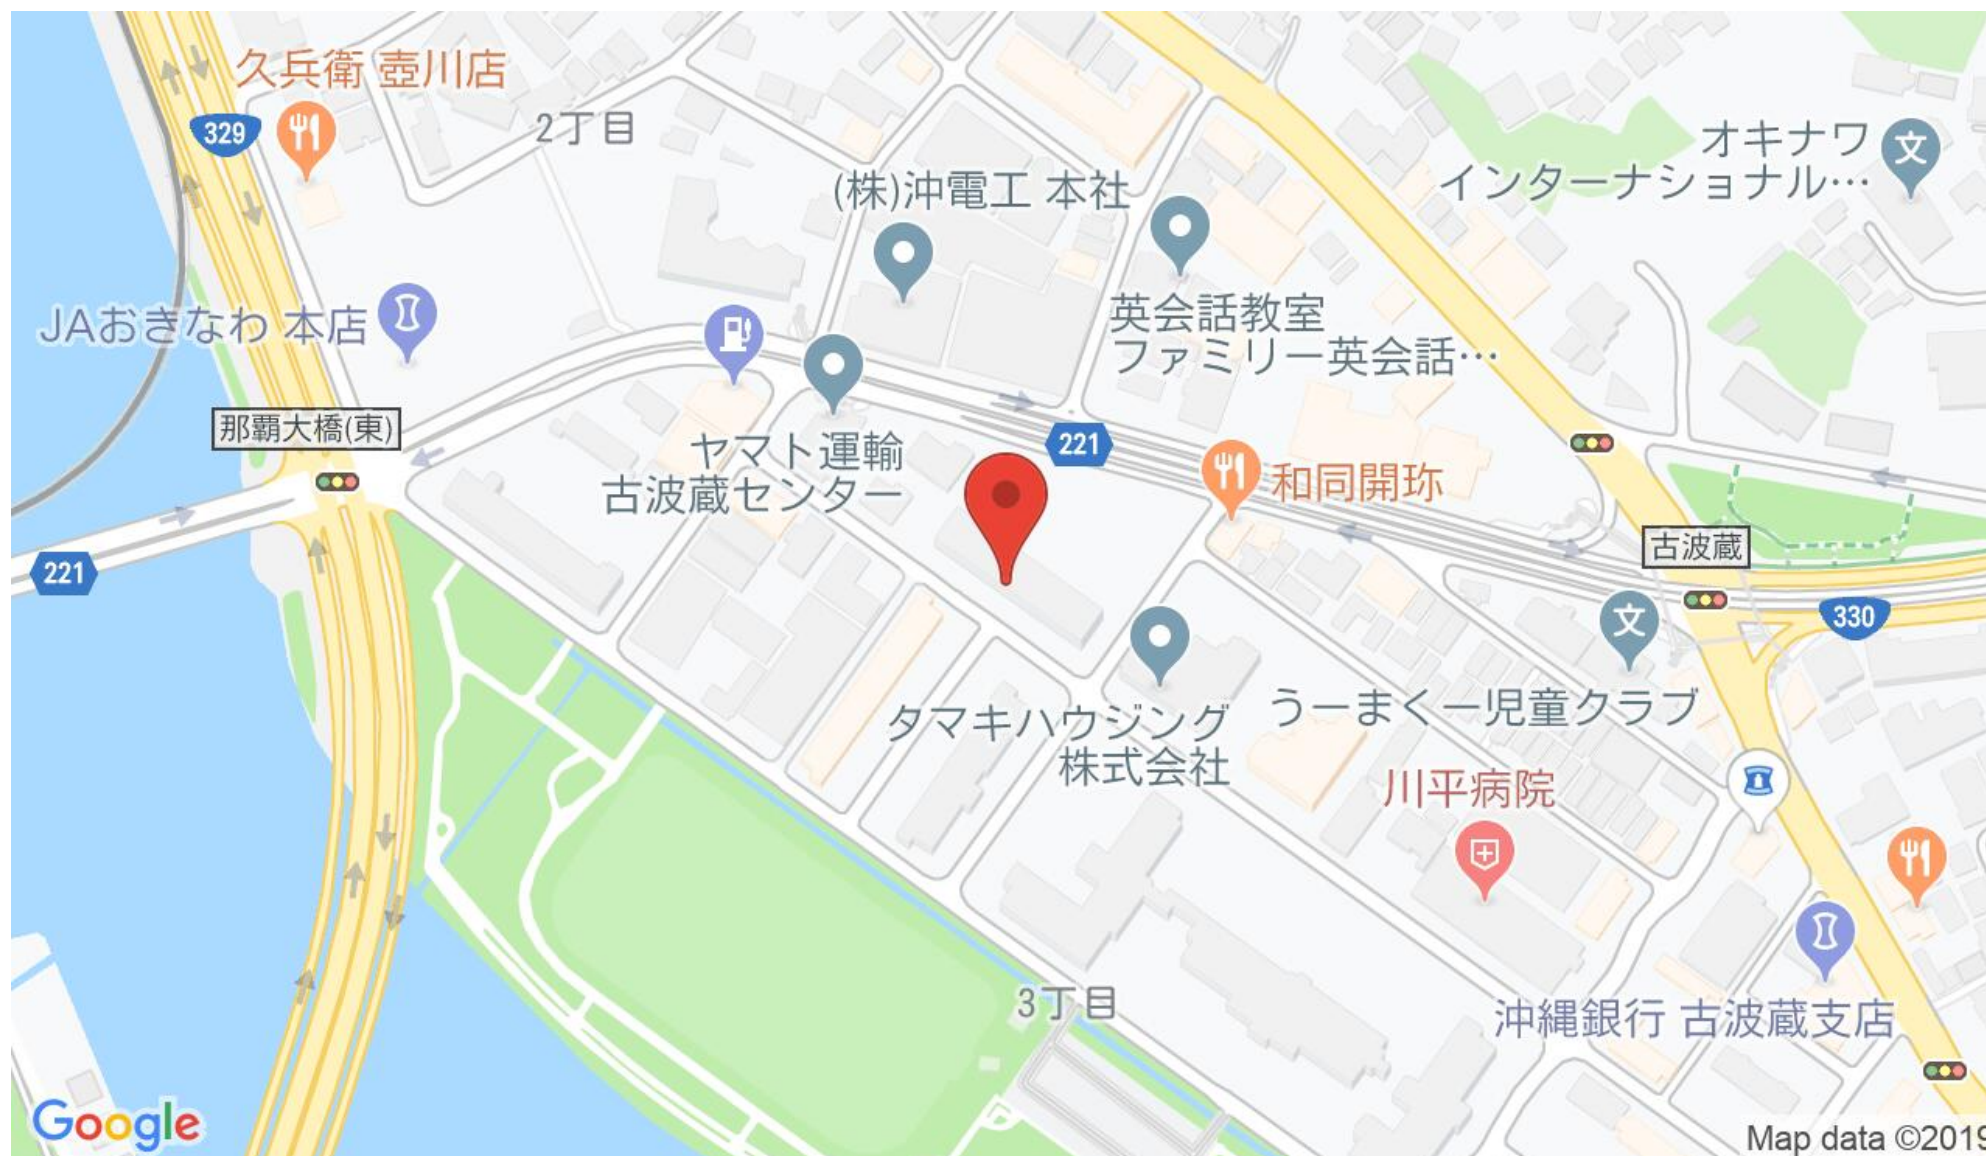 久兵衛 壺川店
329
2丁目
オキナワ
インターナショナル…
文
(株)沖電工 本社
JAおきなわ 本店
英会話教室
ファミリー英会話…
那覇大橋(東)
221
ヤマト運輸
古波蔵センター
和同開珎
古波蔵
221
文
330
タマキハウジング
株式会社
うーまくー児童クラブ
川平病院
3丁目
沖縄銀行 古波蔵支店
Google
Map data ©2019